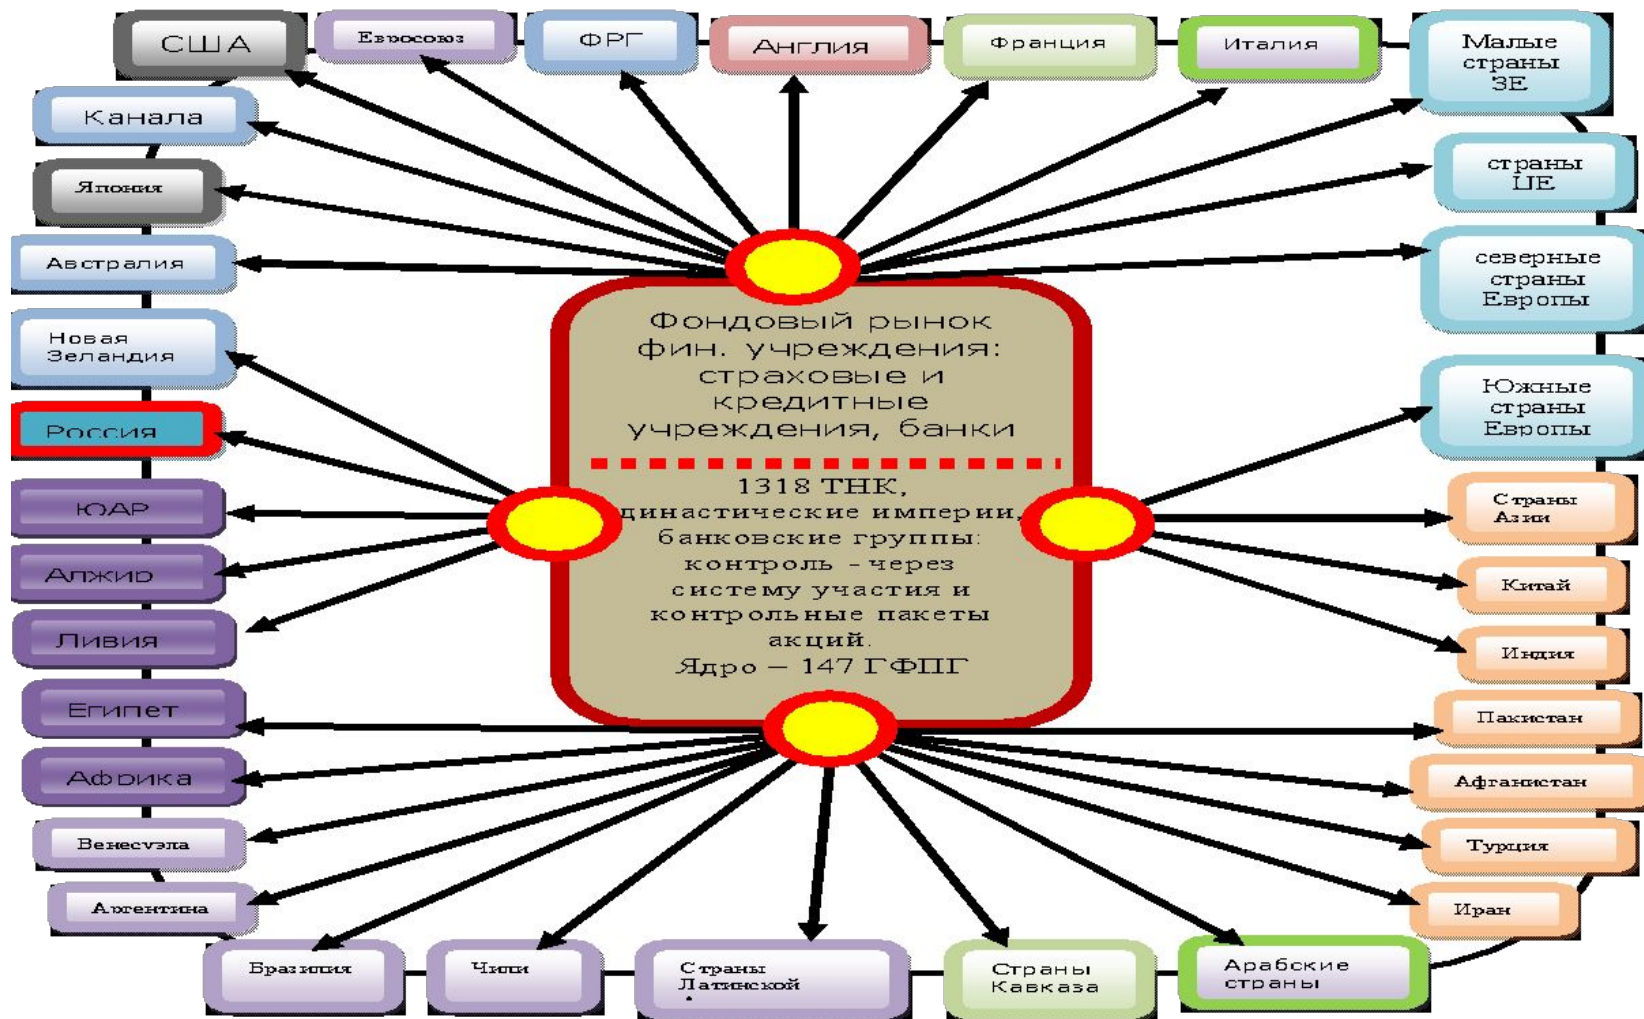 США
Евросоюз
ФРГ
Англия
Франция
Италия
Малые
страны
ЗЕ
Канала
Япония
Австралия
Новая
Зеландия
Россия
ЮАР
Алжир
Ливия
Египет
Африка
Венесуэла
Аргентина
Фондовый рынок
фин. учреждения:
страховые и
кредитные
учреждения, банки
1318 ТНК,
династические империи,
банковские группы:
контроль - через
систему участия и
контрольные пакеты
акций.
Ядро – 147 ГФПГ
страны
ЦЕ
северные
страны
Европы
Южные
страны
Европы
Страны
Азии
Китай
Индия
Пакистан
Афганистан
Турция
Иран
Бразилия
Чили
Страны
Латинской
Страны
Кавказа
Арабские
страны